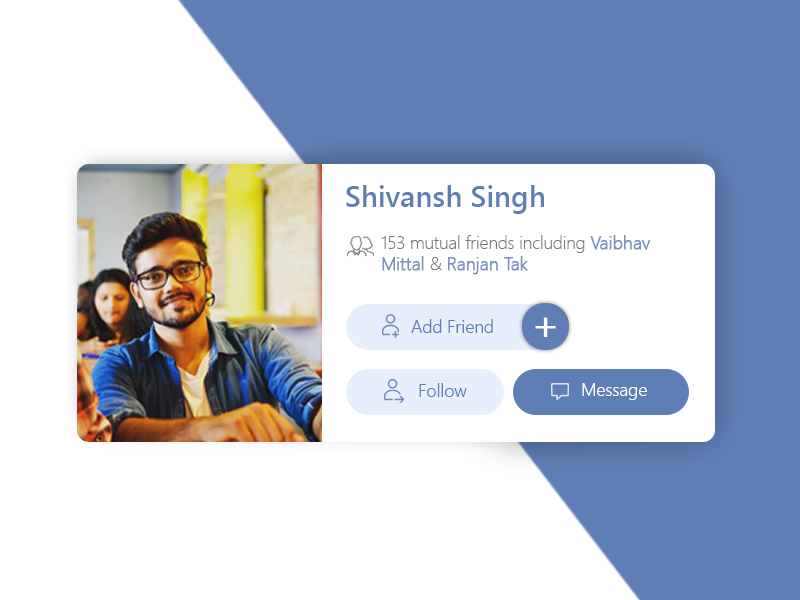 Shivansh Singh
153 mutual friends including Vaibhav
Mittal & Ranjan Tak
Add Friend
Follow
Message